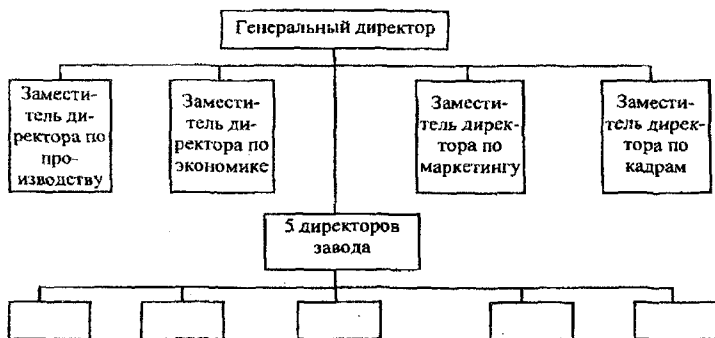 Генеральный директор
Замести-
тель ди-
ректора по
про-
изводству
Замести-
тель ди-
ректора по
экономике
Замести-
тель дирек-
тора по
маркетингу
Замести-
тель дирек-
тора по
кадрам
5 директоров
завода